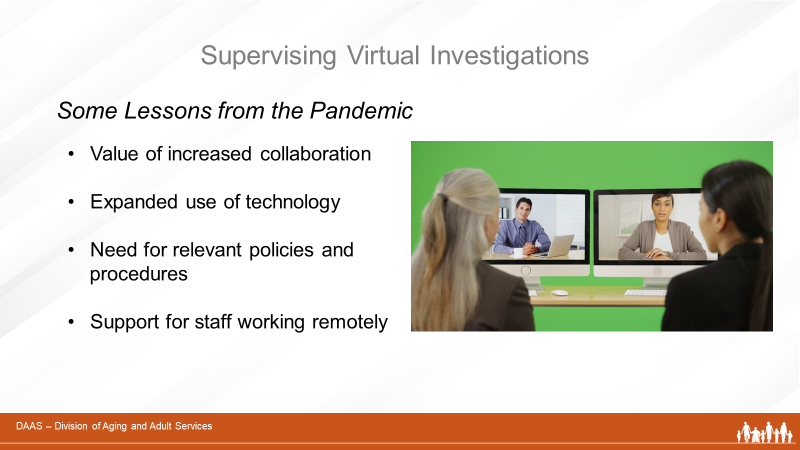 Supervising Virtual Investigations
Some Lessons from the Pandemic
• Value of increased collaboration
• Expanded use of technology
• Need for relevant policies and
procedures
• Support for staff working remotely
DAAS – Division of Aging and Adult Services